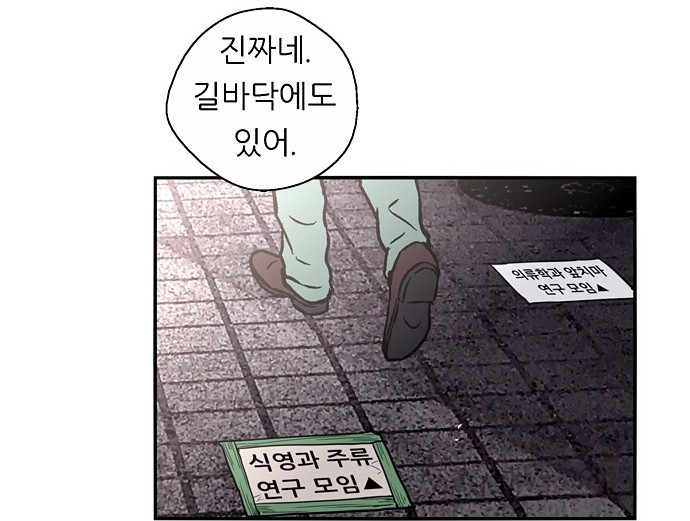 진짜네.
길바닥에도
있어.
의류학과 앞치마
연구 모임▲
식영과 주류
연구 모임▲